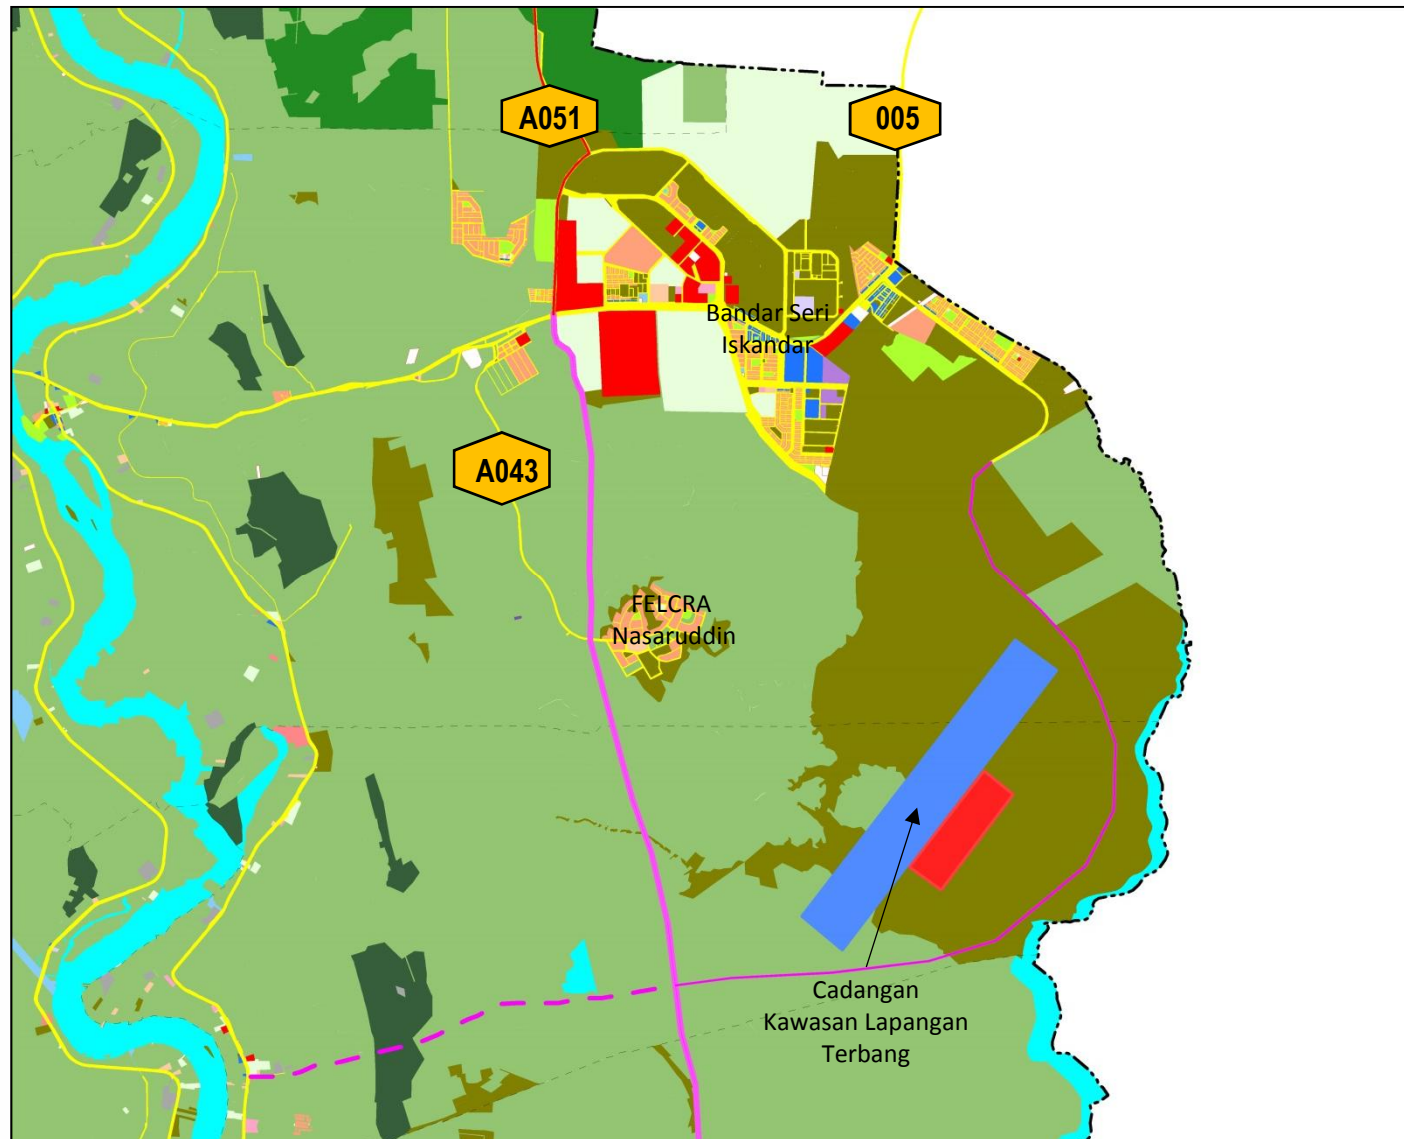 A051
005
Bandar Seri
Iskandar
A043
FELCRA
Nasaruddin
Cadangan
Kawasan Lapangan
Terbang